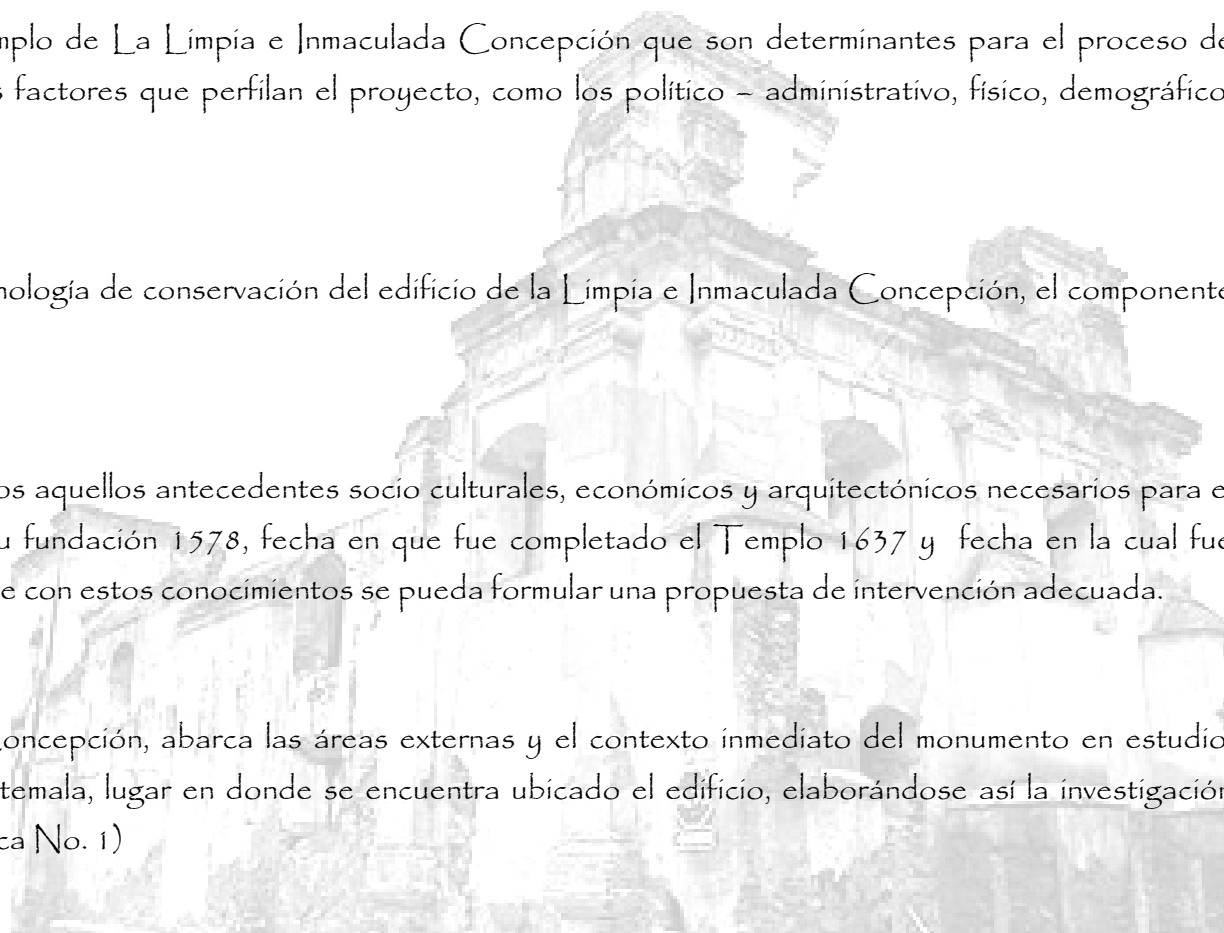 mplo de La Limpia e Inmaculada Concepción que son determinantes para el proceso de
s factores que perfilan el proyecto, como los político – administrativo, físico, demográfico
nología de conservación del edificio de la Limpia e Inmaculada Concepción, el componente
os aquellos antecedentes socio culturales, económicos y arquitectónicos necesarios para e
u fundación 1578, fecha en que fue completado el Templo 1637 y fecha en la cual fue
e con estos conocimientos se pueda formular una propuesta de intervención adecuada.
Concepción, abarca las áreas externas y el contexto inmediato del monumento en estudio
temala, lugar en donde se encuentra ubicado el edificio, elaborándose así la investigación
ca No. 1)